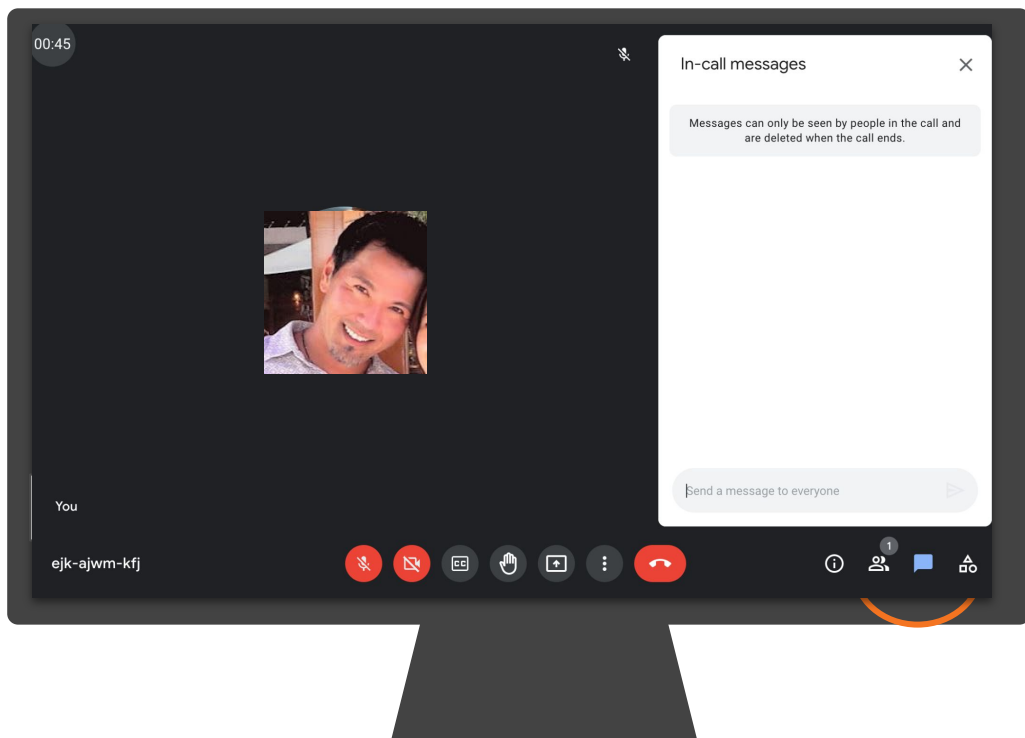 00:45
In-call messages
Messages can only be seen by people in the call and
are deleted when the call ends.
Send a message to everyone
You
ejk-ajwm-kfj
CC
1